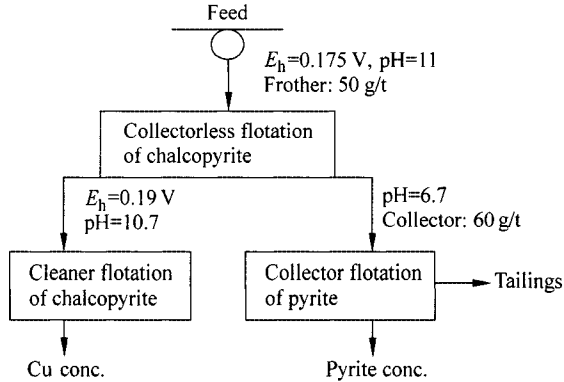 Feed
E_h=0.175 V, pH=11
Frother: 50 g/t
Collectorless flotation
of chalcopyrite
E_h=0.19 V
pH=10.7
pH=6.7
Collector: 60 g/t
Cleaner flotation
of chalcopyrite
Collector flotation
of pyrite
Tailings
Cu conc.
Pyrite conc.